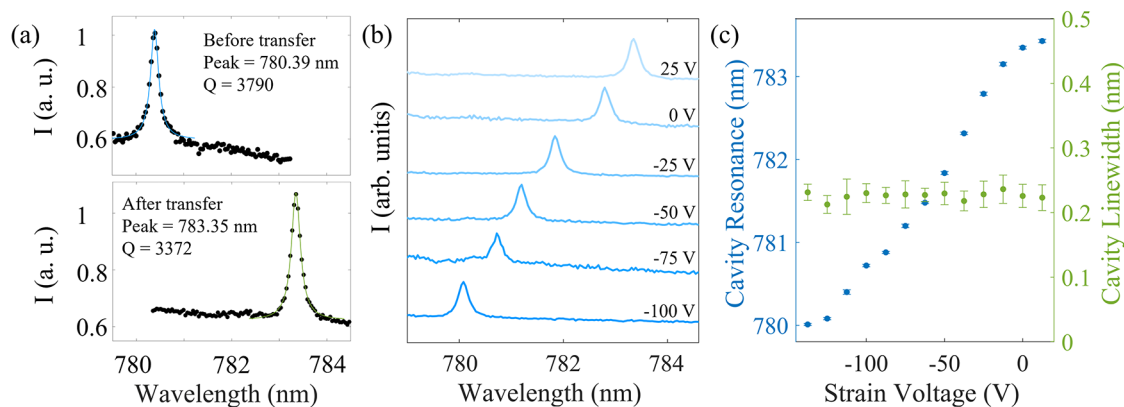 (a)
1
0.8
0.6
I (a. u.)
Before transfer
Peak = 780.39 nm
Q = 3790
1
0.8
0.6
I (a. u.)
After transfer
Peak = 783.35 nm
Q = 3372
780 782 784
Wavelength (nm)
(b)
I (arb. units)
25 V
0 V
-25 V
-50 V
-75 V
-100 V
780 782 784
Wavelength (nm)
(c)
Cavity Resonance (nm)
783
782
781
780
-100 -50 0
Strain Voltage (V)
0.5
0.4
0.3
0.2
0.1
0
Cavity Linewidth (nm)